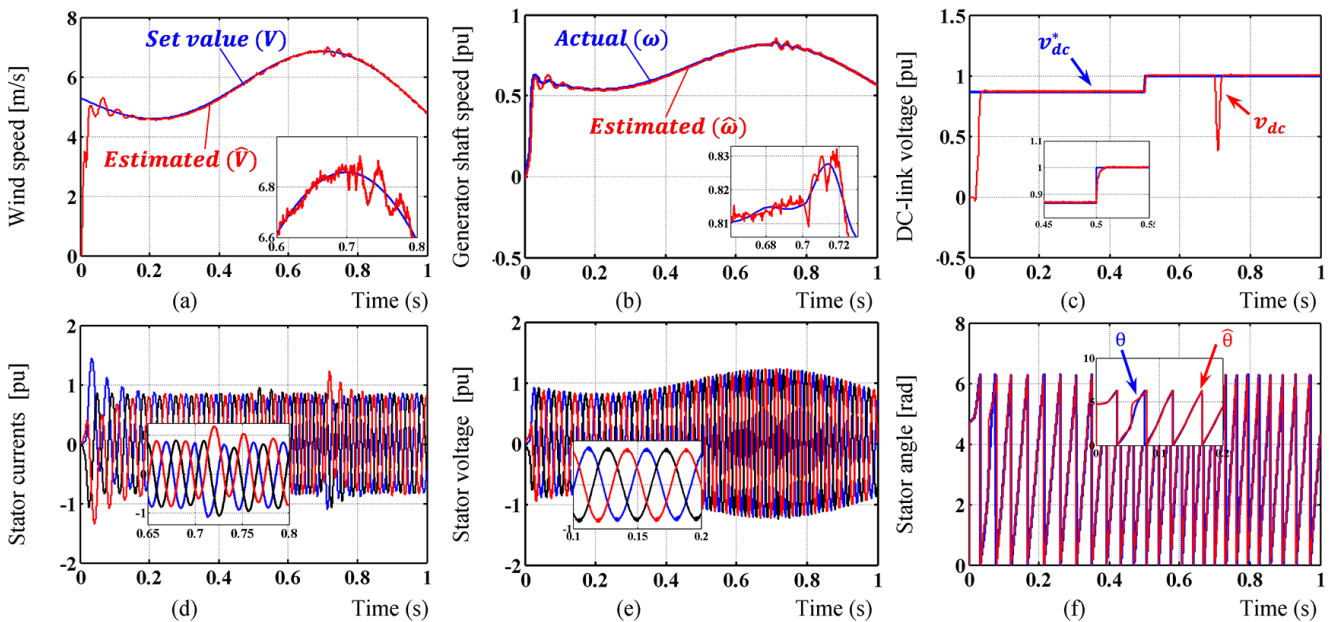 Wind speed [m/s]
8
6
4
2
0
Set value (V)
Estimated (V̂)
6.8
6.6
0.6
0.7
0.8
0 0.2 0.4 0.6 0.8 1
(a) Time (s)
Generator shaft speed [pu]
1
0.5
0
-0.5
Actual (ω)
Estimated (ω̂)
0.83
0.82
0.81
0.68 0.7 0.72
0 0.2 0.4 0.6 0.8 1
(b) Time (s)
DC-link voltage [pu]
1.5
1
0.5
0
-0.5
v*dc
vdc
1.1
1
0.9
0.45 0.5
0 0.2 0.4 0.6 0.8 1
(c) Time (s)
Stator currents [pu]
2
1
0
-1
-2
-1
0.65 0.7 0.75 0.8
0 0.2 0.4 0.6 0.8 1
(d) Time (s)
Stator voltage [pu]
2
1
0
-1
-2
-1
0.1 0.15 0.2
0 0.2 0.4 0.6 0.8 1
(e) Time (s)
Stator angle [rad]
8
6
4
2
0
θ
θ̂
10
5
0
0 0.1 0.2
0 0.2 0.4 0.6 0.8 1
(f) Time (s)